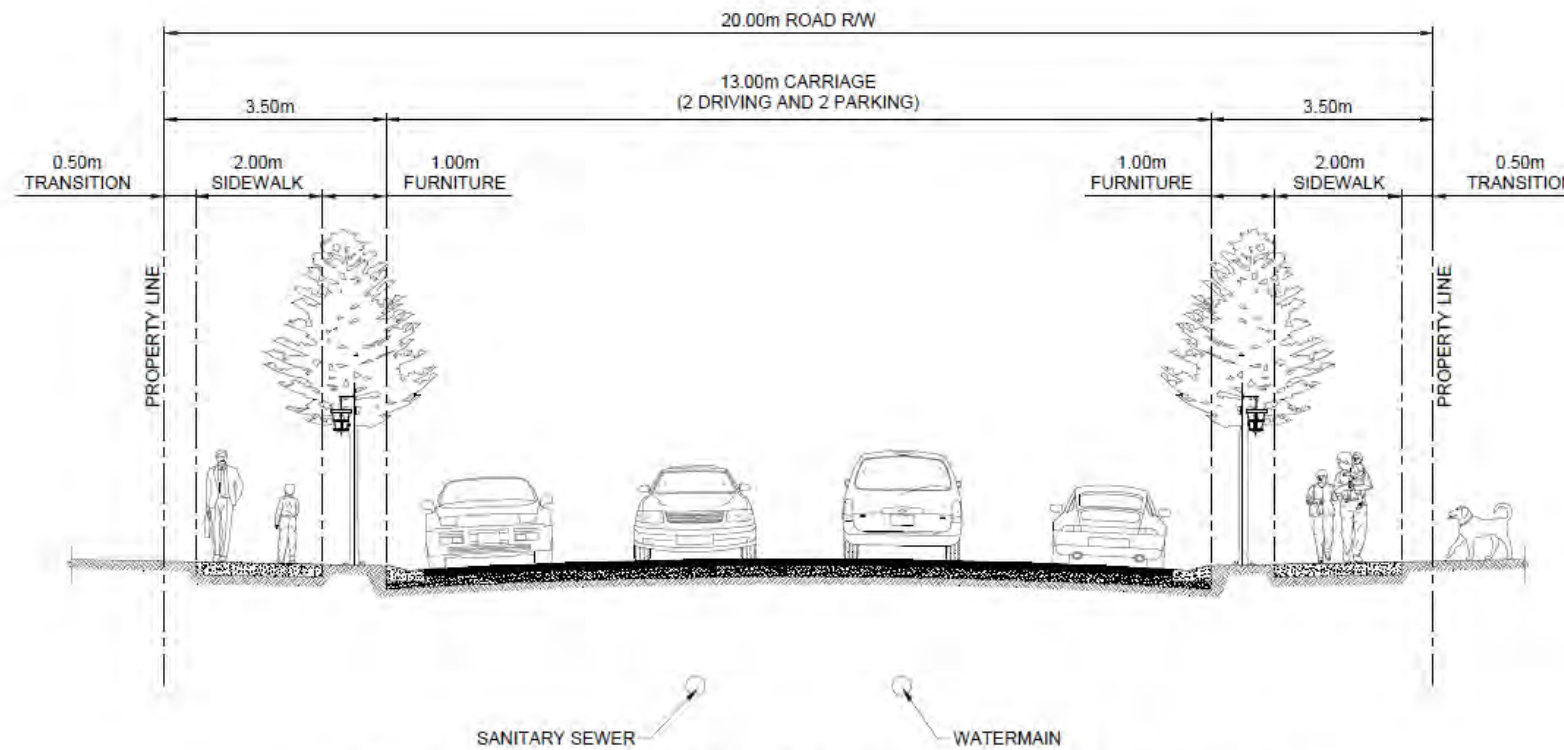 20.00m ROAD R/W
13.00m CARRIAGE
(2 DRIVING AND 2 PARKING)
3.50m
3.50m
0.50m
TRANSITION
2.00m
SIDEWALK
1.00m
FURNITURE
1.00m
FURNITURE
2.00m
SIDEWALK
0.50m
TRANSITION
PROPERTY LINE
PROPERTY LINE
SANITARY SEWER
WATERMAIN